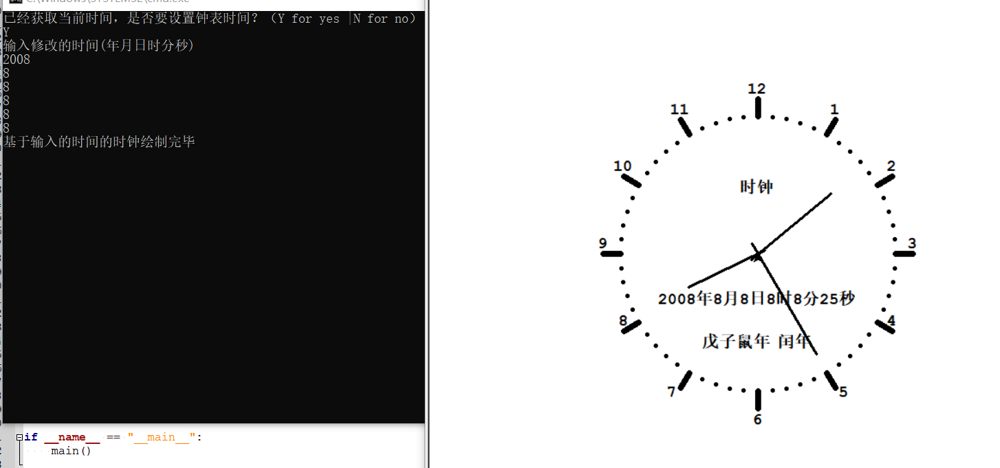 C:\Windows\SYSTEM32\cmd.exe
已经获取当前时间，是否要设置钟表时间？（Y for yes |N for no）
Y
输入修改的时间(年月日时分秒)
2008
8
8
8
8
8
基于输入的时间的时钟绘制完毕
if __name__ == "__main__":
main()
12
11
1
10
2
时钟
9
3
2008年8月8日8时8分25秒
8
4
戊子鼠年 闰年
7
5
6